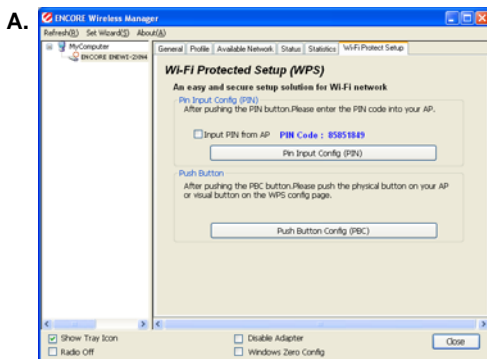 A.
ENCORE Wireless Manager
Refresh(R) Set Wizard(S) About(A)
MyComputer
ENCORE ENEWI-2XN4
General Profile Available Network Status Statistics Wi-Fi Protect Setup
Wi-Fi Protected Setup (WPS)
An easy and secure setup solution for Wi-Fi network
Pin Input Config (PIN)
After pushing the PIN button.Please enter the PIN code into your AP.
Input PIN from AP PIN Code : 85851849
Pin Input Config (PIN)
Push Button
After pushing the PBC button.Please push the physical button on your AP
or visual button on the WPS config page.
Push Button Config (PBC)
Show Tray Icon Disable Adapter Close
Radio Off Windows Zero Config